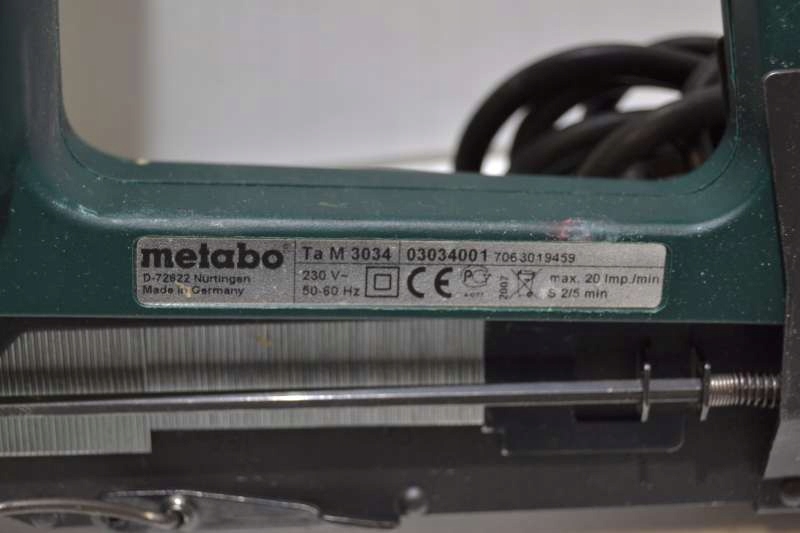 metabo®
D-72622 Nürtingen
Made in Germany
Ta M 3034
230 V~
50-60 Hz
03034001 7063019459
CE
2007
max. 20 Imp./min
S 2/5 min